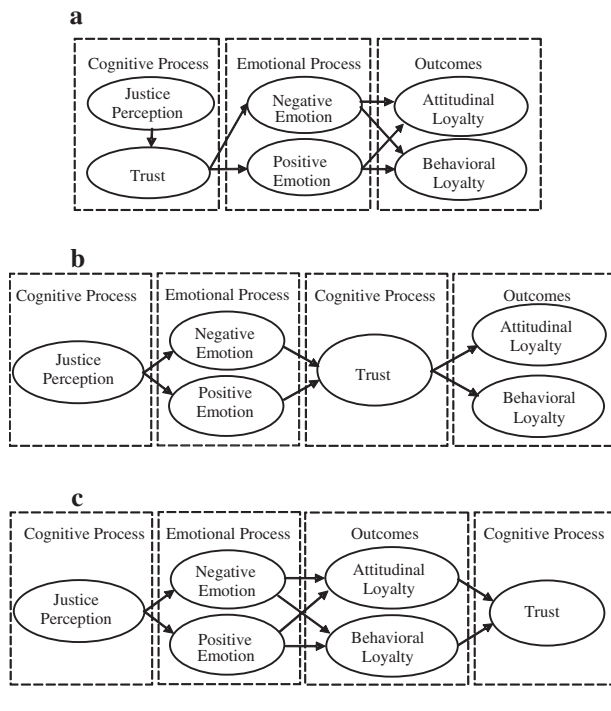 a
Cognitive Process
Justice
Perception
Trust
Emotional Process
Negative
Emotion
Positive
Emotion
Outcomes
Attitudinal
Loyalty
Behavioral
Loyalty
b
Cognitive Process
Justice
Perception
Emotional Process
Negative
Emotion
Positive
Emotion
Cognitive Process
Trust
Outcomes
Attitudinal
Loyalty
Behavioral
Loyalty
c
Cognitive Process
Justice
Perception
Emotional Process
Negative
Emotion
Positive
Emotion
Outcomes
Attitudinal
Loyalty
Behavioral
Loyalty
Cognitive Process
Trust